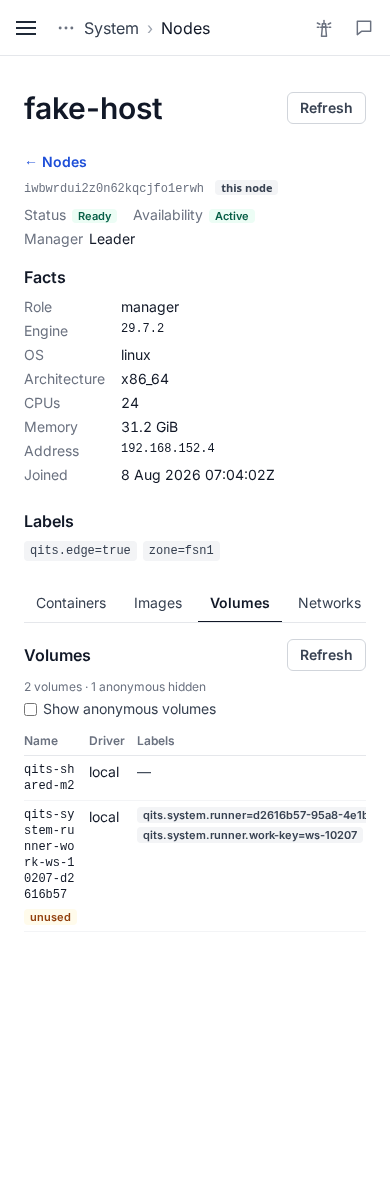 ··· System › Nodes
fake-host
Refresh
← Nodes
iwbwrdui2z0n62kqcjfo1erwh this node
Status Ready Availability Active
Manager Leader
Facts
Role manager
Engine 29.7.2
OS linux
Architecture x86_64
CPUs 24
Memory 31.2 GiB
Address 192.168.152.4
Joined 8 Aug 2026 07:04:02Z
Labels
qits.edge=true zone=fsn1
Containers Images Volumes Networks
Volumes
Refresh
2 volumes · 1 anonymous hidden
Show anonymous volumes
Name Driver Labels
qits-sh local —
ared-m2
qits-sy local qits.system.runner=d2616b57-95a8-4e1b
stem-ru qits.system.runner.work-key=ws-10207
nner-wo
rk-ws-1
0207-d2
616b57
unused